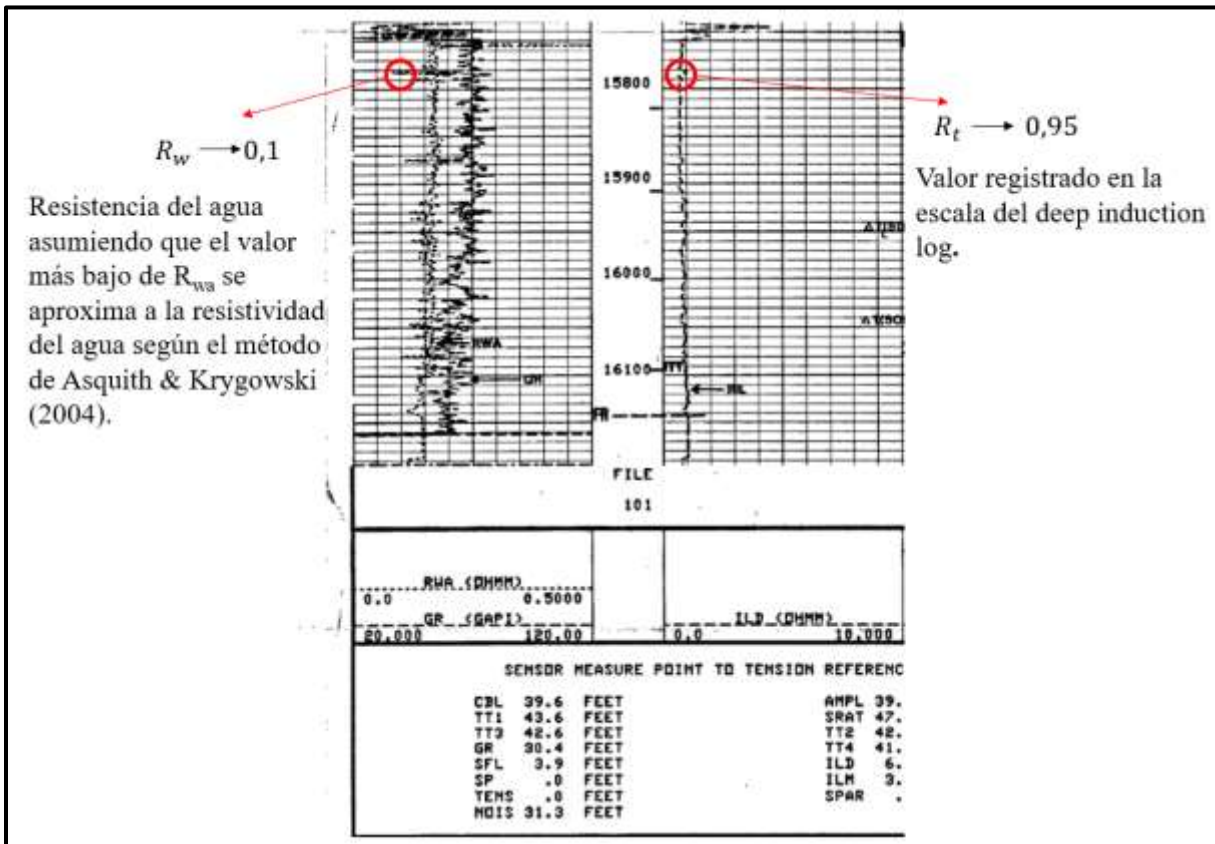 15800
R_w → 0,1
R_t → 0,95
Resistencia del agua
asumiendo que el valor
más bajo de R_wa se
aproxima a la resistividad
del agua según el método
de Asquith & Krygowski
(2004).
Valor registrado en la
escala del deep induction
log.
15900
16000
RWA
16100
GR
FR
FILE
101
RWA (OHMM)
0.0 0.5000
GR (GAPI)
20.000 120.00
ILD (OHMM)
0.0 10.000
SENSOR MEASURE POINT TO TENSION REFERENC
CBL 39.6 FEET AMPL 39.
TT1 43.6 FEET SRAT 47.
TT3 42.6 FEET TT2 42.
GR 30.4 FEET TT4 41.
SFL 3.9 FEET ILD 6.
SP .0 FEET ILM 3.
TENS .0 FEET SPAR .
NOIS 31.3 FEET